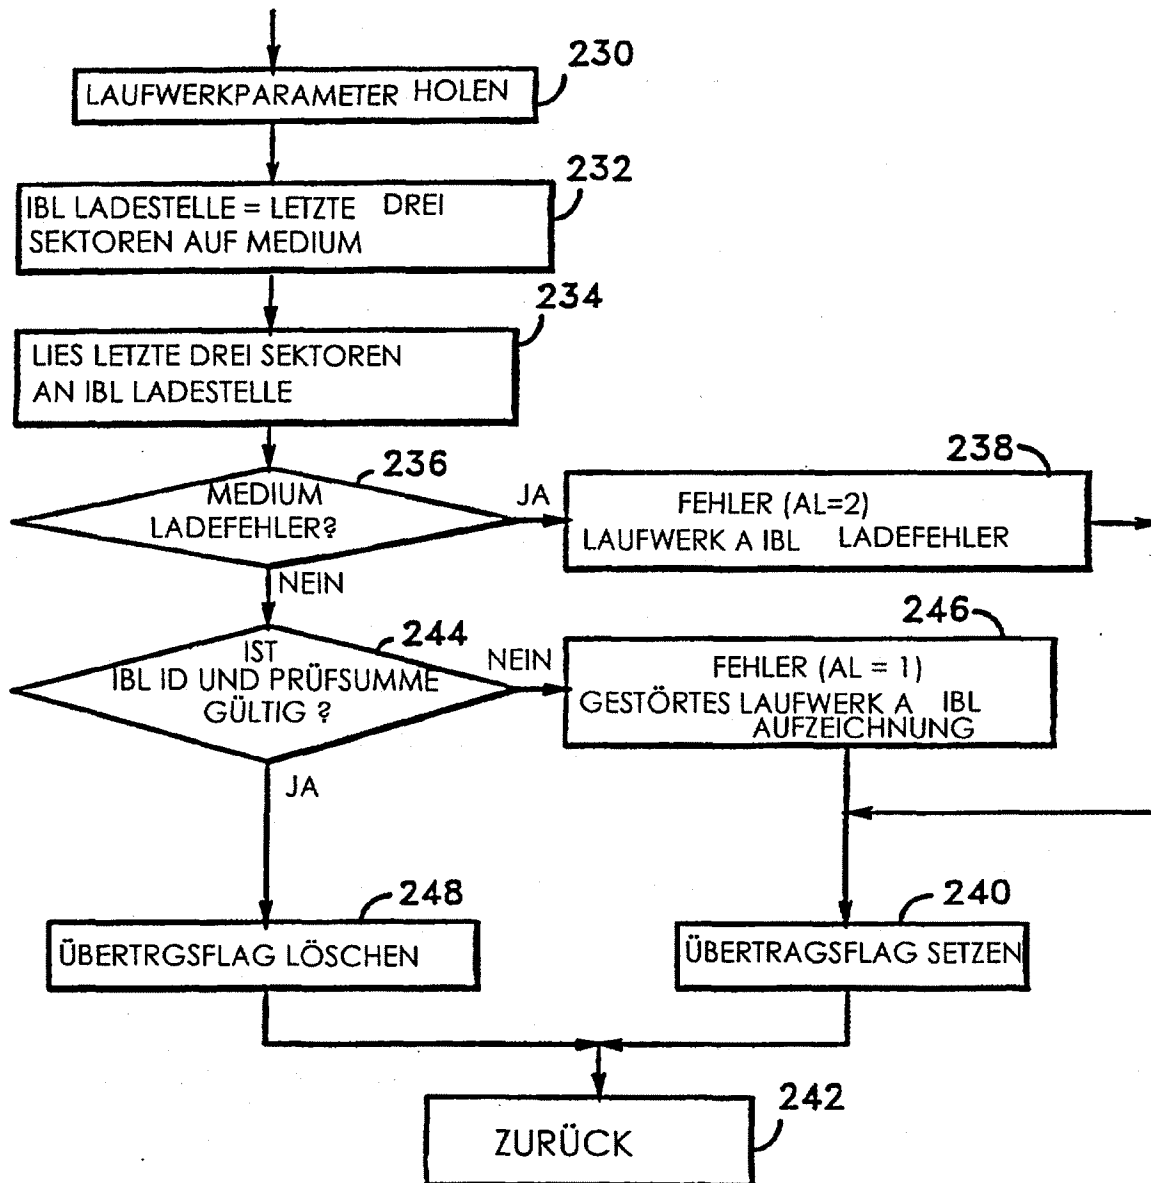 230
LAUFWERKPARAMETER HOLEN
232
IBL LADESTELLE = LETZTE DREI
SEKTOREN AUF MEDIUM
234
LIES LETZTE DREI SEKTOREN
AN IBL LADESTELLE
236
MEDIUM
LADEFEHLER?
JA
NEIN
238
FEHLER (AL=2)
LAUFWERK A IBL LADEFEHLER
244
IST
IBL ID UND PRÜFSUMME
GÜLTIG ?
NEIN
JA
246
FEHLER (AL = 1)
GESTÖRTES LAUFWERK A IBL
AUFZEICHNUNG
248
ÜBERTRGSFLAG LÖSCHEN
240
ÜBERTRAGSFLAG SETZEN
242
ZURÜCK